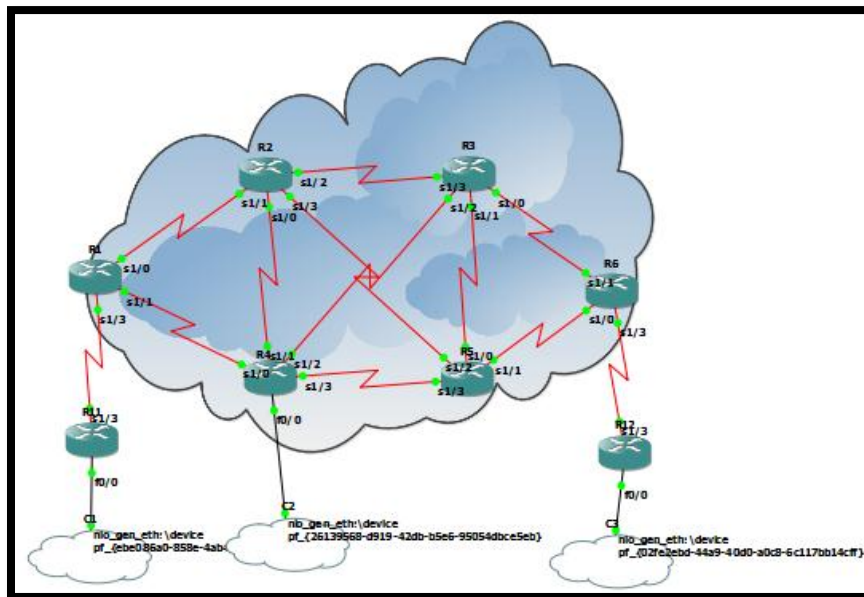 R2
R3
s1/2
s1/3
s1/0
s1/1
s1/3
s1/2
s1/0
s1/1
R1
s1/0
R6
s1/1
s1/1
s1/0
s1/3
s1/3
R4
s1/1
s1/2
R5
s1/0
s1/0
s1/3
s1/2
s1/1
s1/3
f0/0
R11
s1/3
R12
s1/3
f0/0
f0/0
C1
nio_gen_eth:\device
C2
nio_gen_eth:\device
pf_{26139568-d919-42db-b5e6-95054dbce5eb}
C3
nio_gen_eth:\device
pf_{02fe2ebd-44a9-40d0-a0c8-6c117bb14cff}